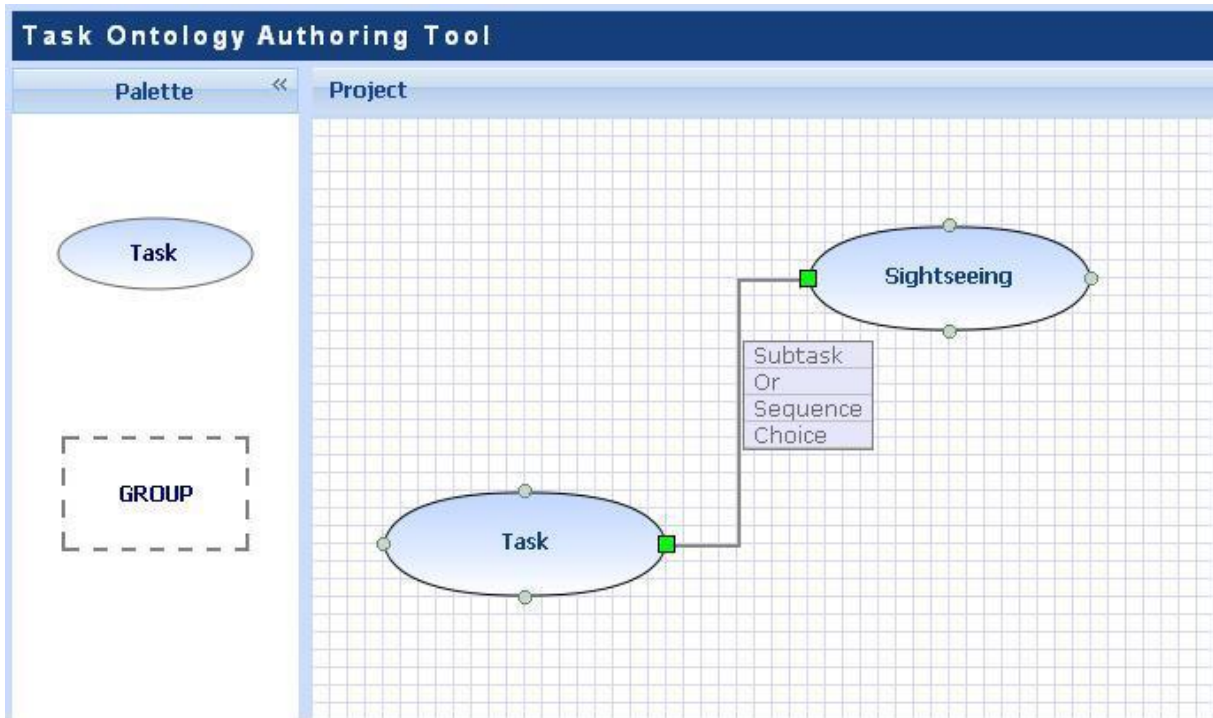 Task Ontology Authoring Tool
Palette «
Project
Task
GROUP
Sightseeing
Subtask
Or
Sequence
Choice
Task